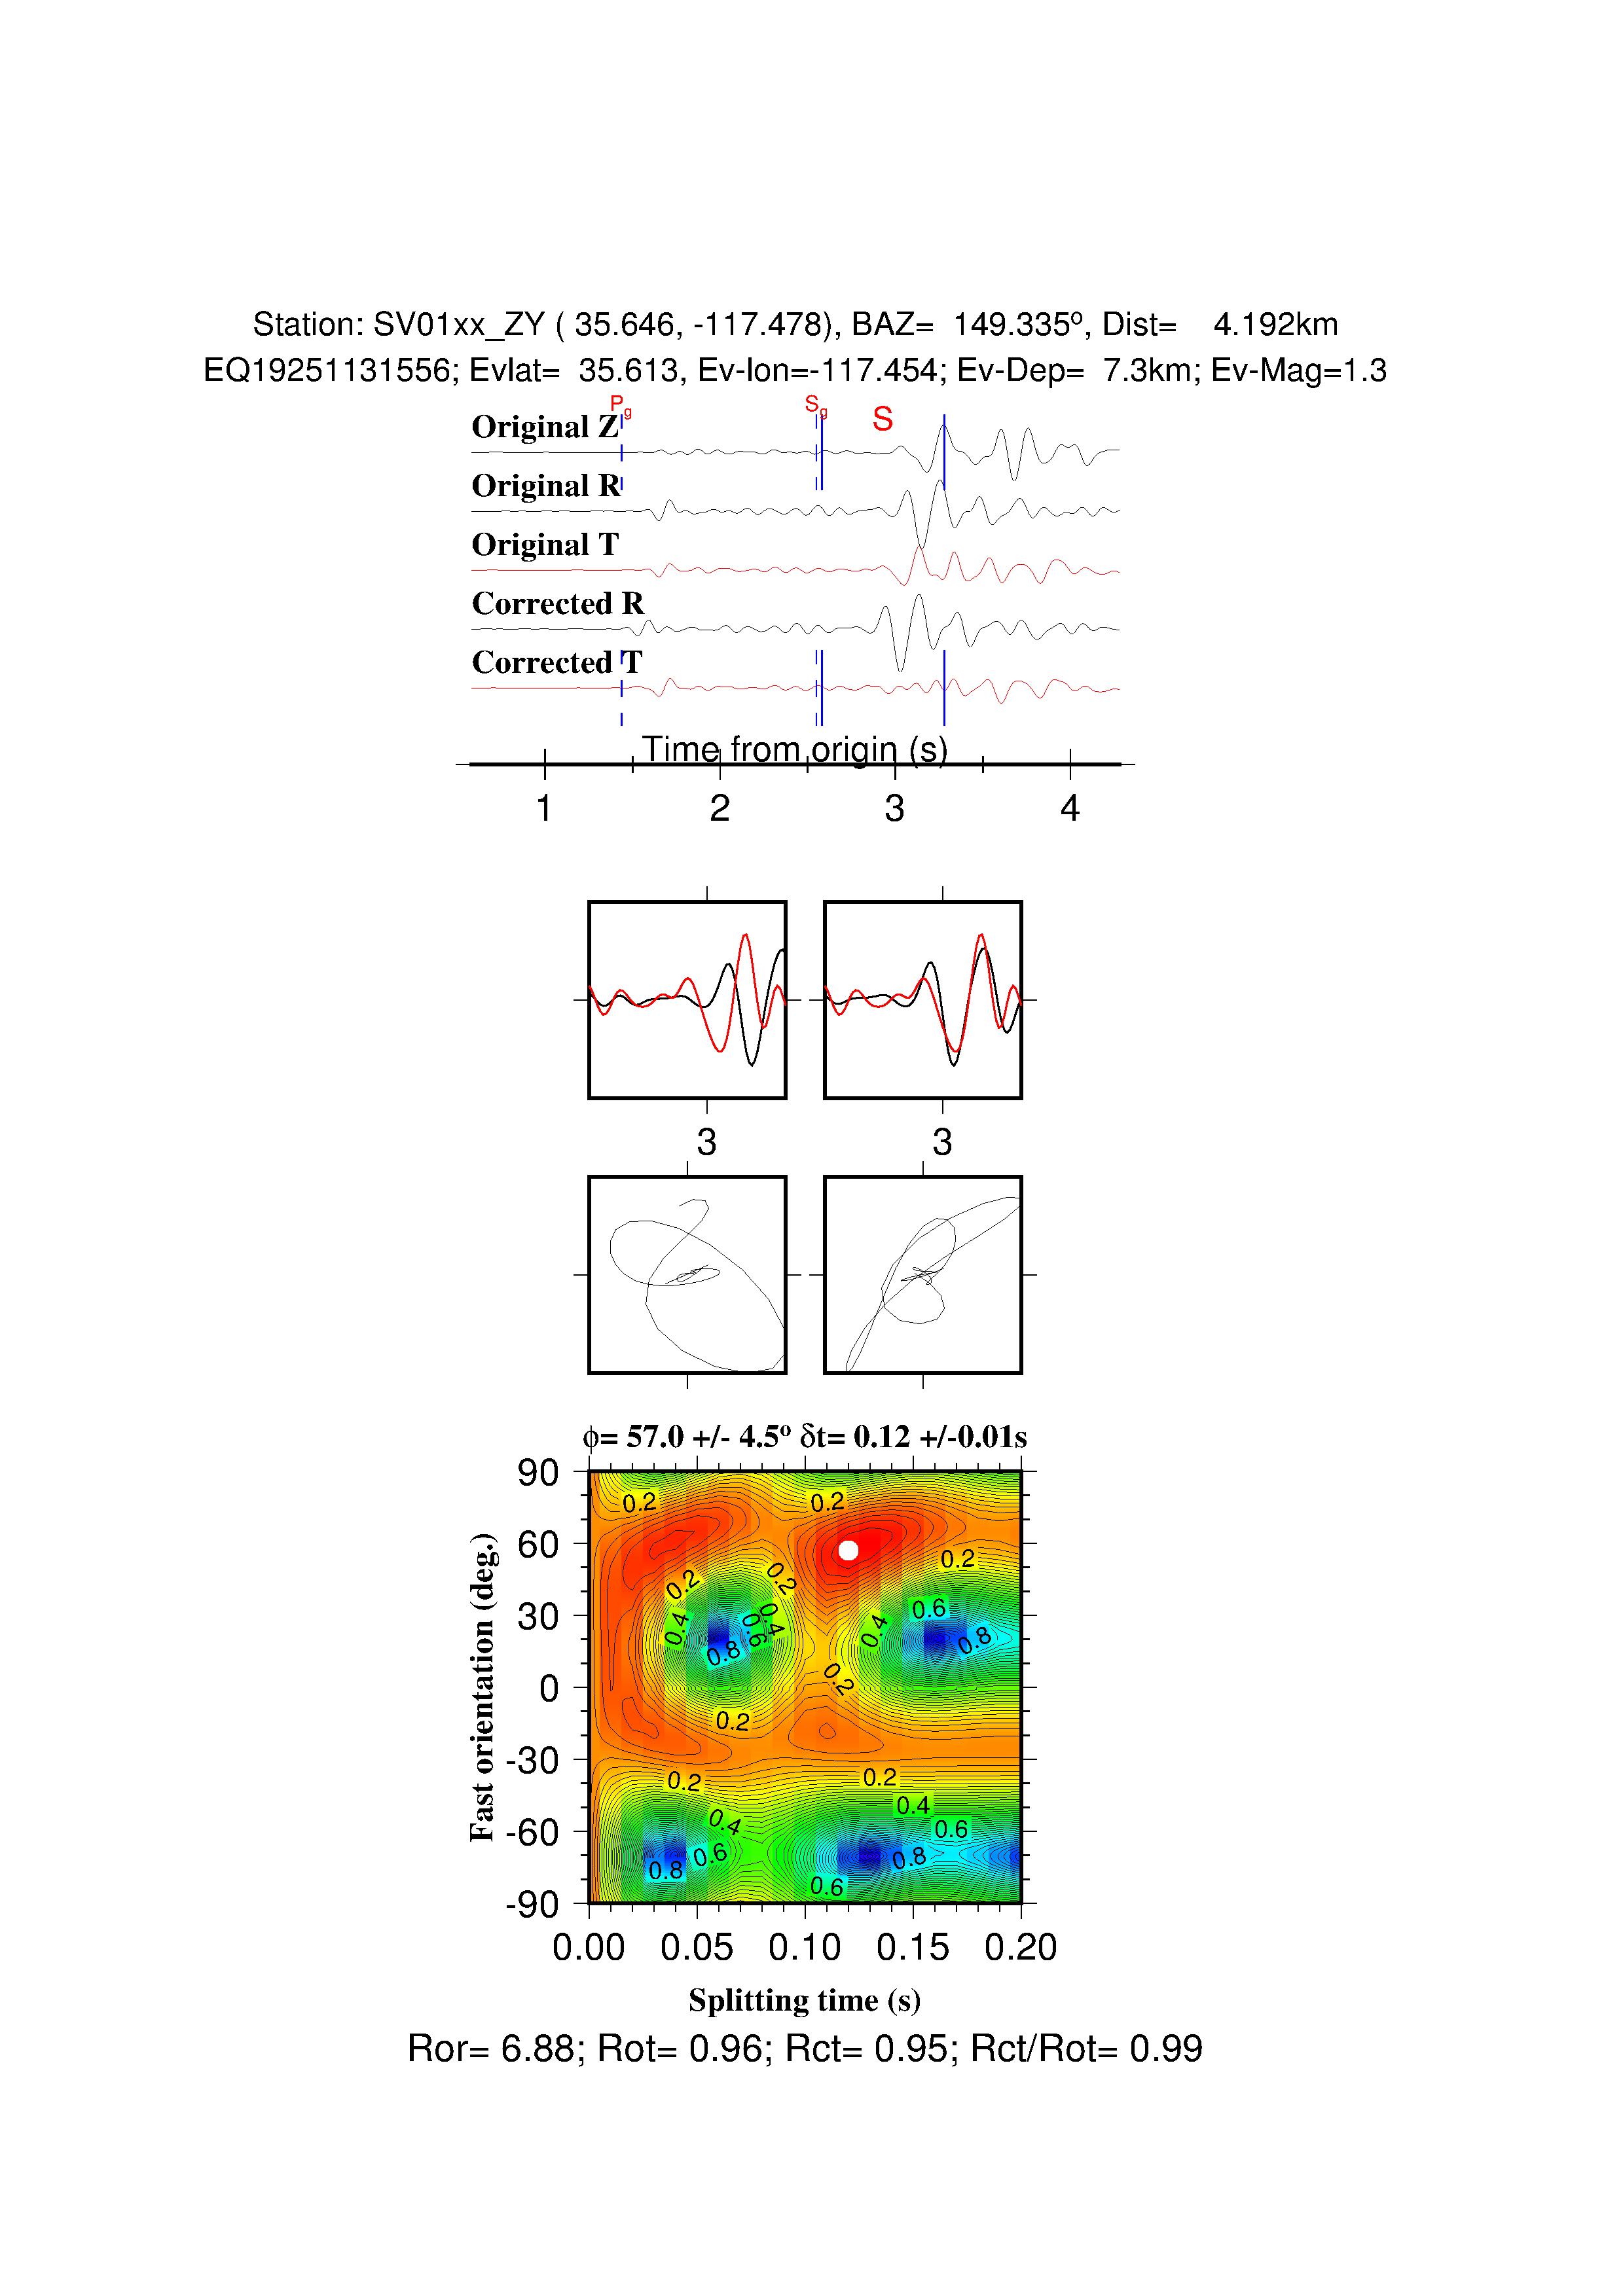 Station: SV01xx_ZY ( 35.646, -117.478), BAZ=  149.335º, Dist=    4.192km
EQ19251131556; Evlat=  35.613, Ev-lon=-117.454; Ev-Dep=  7.3km; Ev-Mag=1.3
Pg Sg S
Original Z
Original R
Original T
Corrected R
Corrected T
Time from origin (s)
1 2 3 4
3 3
ϕ= 57.0 +/- 4.5º δt= 0.12 +/-0.01s
90
0.2 0.2
60
0.2 0.2 0.2
30
0.4 0.8 0.6 0.4 0.4 0.6 0.8
0
0.2 0.2
-30
0.2 0.2
0.4 0.4
-60
0.8 0.6 0.6 0.8 0.6
-90
Fast orientation (deg.)
0.00 0.05 0.10 0.15 0.20
Splitting time (s)
Ror= 6.88; Rot= 0.96; Rct= 0.95; Rct/Rot= 0.99